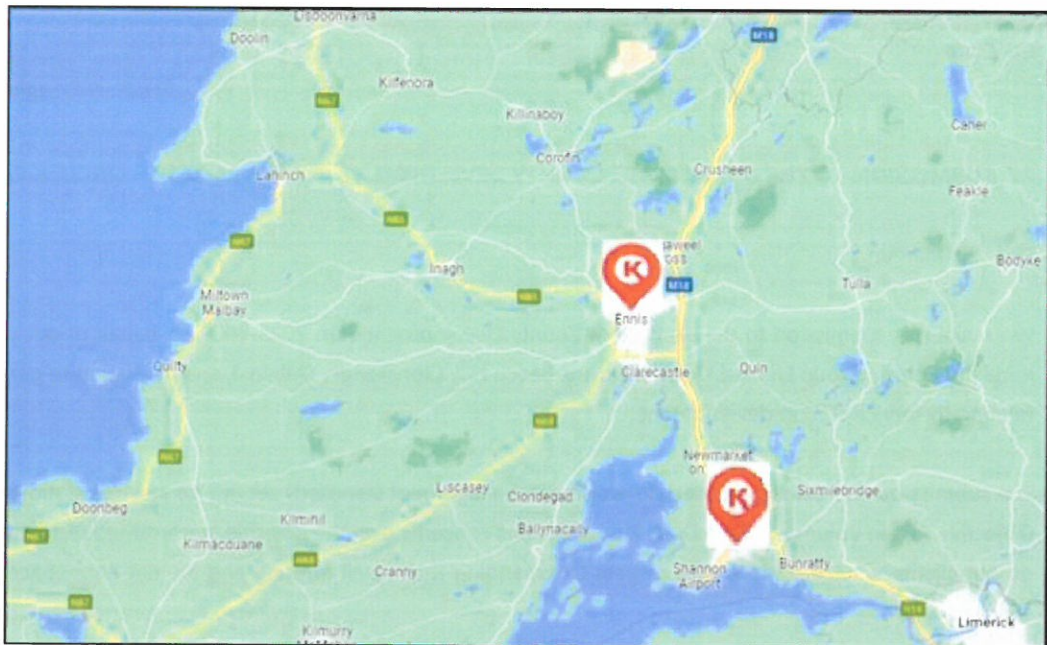 Lisdoonvarna
Doolin
M18
Kilfenora
N67
Killinaboy
Caher
Corofin
Crusheen
Lahinch
Feakle
N67
Inagh
Bodyke
K
M18
Tulla
N85
Miltown
Malbay
Ennis
Quilty
Clarecastle
Quin
N68
Newmarket
on
N67
Liscasey
Clondegad
K
Sixmilebridge
Doonbeg
Kilmihil
Ballynacally
N67
Kilmacduane
N68
Cranny
Shannon
Airport
Bunratty
N67
N18
Kilmurry
Limerick